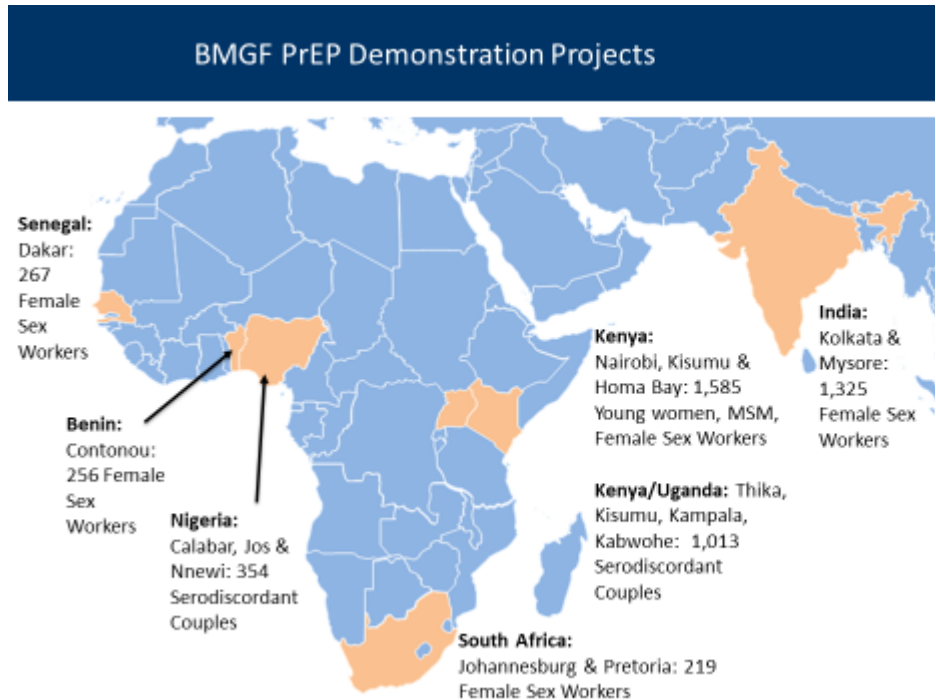 BMGF PrEP Demonstration Projects
Senegal:
Dakar:
267
Female
Sex
Workers
Benin:
Contonou:
256 Female
Sex
Workers
Nigeria:
Calabar, Jos &
Nnewi: 354
Serodiscordant
Couples
Kenya:
Nairobi, Kisumu &
Homa Bay: 1,585
Young women, MSM,
Female Sex Workers
India:
Kolkata &
Mysore:
1,325
Female Sex
Workers
Kenya/Uganda: Thika,
Kisumu, Kampala,
Kabwohe: 1,013
Serodiscordant
Couples
South Africa:
Johannesburg & Pretoria: 219
Female Sex Workers